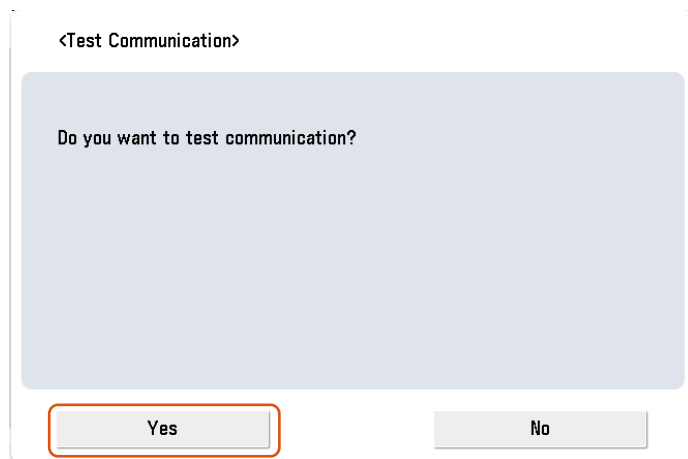 <Test Communication>
Do you want to test communication?
Yes
No